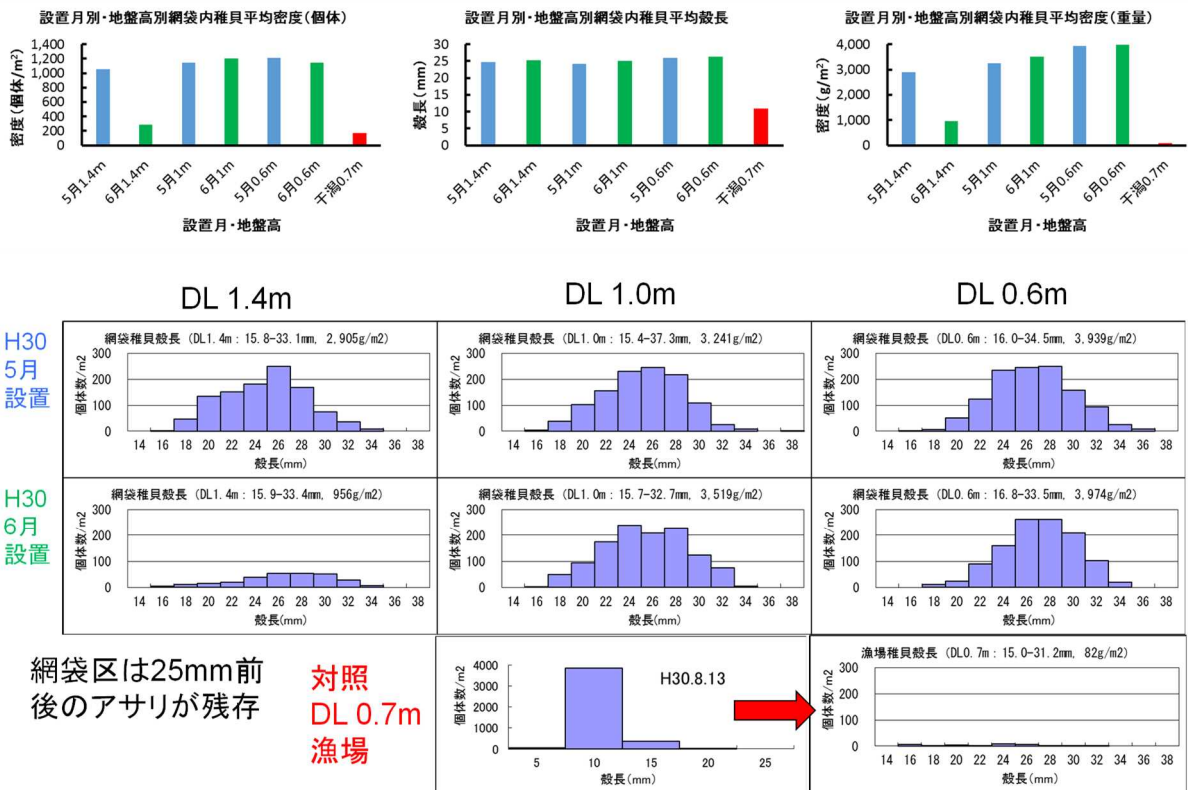 設置月別・地盤高別網袋内稚貝平均密度(個体)
密度(個体/m²)
1,400
1,200
1,000
800
600
400
200
0
5月1.4m
6月1.4m
5月1m
6月1m
5月0.6m
6月0.6m
干潟0.7m
設置月・地盤高
設置月別・地盤高別網袋内稚貝平均殻長
殻長(mm)
30
25
20
15
10
5
0
5月1.4m
6月1.4m
5月1m
6月1m
5月0.6m
6月0.6m
干潟0.7m
設置月・地盤高
設置月別・地盤高別網袋内稚貝平均密度(重量)
密度(g/m²)
4,000
3,000
2,000
1,000
0
5月1.4m
6月1.4m
5月1m
6月1m
5月0.6m
6月0.6m
干潟0.7m
設置月・地盤高
DL 1.4m
DL 1.0m
DL 0.6m
H30
5月
設置
網袋稚貝殻長 (DL1.4m : 15.8-33.1mm, 2,905g/m2)
個体数/m2
300
200
100
0
14 16 18 20 22 24 26 28 30 32 34 36 38
殻長(mm)
網袋稚貝殻長 (DL1.0m : 15.4-37.3mm, 3,241g/m2)
個体数/m2
300
200
100
0
14 16 18 20 22 24 26 28 30 32 34 36 38
殻長(mm)
網袋稚貝殻長 (DL0.6m : 16.0-34.5mm, 3,939g/m2)
個体数/m2
300
200
100
0
14 16 18 20 22 24 26 28 30 32 34 36 38
殻長(mm)
H30
6月
設置
網袋稚貝殻長 (DL1.4m : 15.9-33.4mm, 956g/m2)
個体数/m2
300
200
100
0
14 16 18 20 22 24 26 28 30 32 34 36 38
殻長(mm)
網袋稚貝殻長 (DL1.0m : 15.7-32.7mm, 3,519g/m2)
個体数/m2
300
200
100
0
14 16 18 20 22 24 26 28 30 32 34 36 38
殻長(mm)
網袋稚貝殻長 (DL0.6m : 16.8-33.5mm, 3,974g/m2)
個体数/m2
300
200
100
0
14 16 18 20 22 24 26 28 30 32 34 36 38
殻長(mm)
網袋区は25mm前
後のアサリが残存
対照
DL 0.7m
漁場
個体数/m2
4000
3000
2000
1000
0
5 10 15 20 25
殻長(mm)
H30.8.13
漁場稚貝殻長 (DL0.7m : 15.0-31.2mm, 82g/m2)
個体数/m2
300
200
100
0
14 16 18 20 22 24 26 28 30 32 34 36 38
殻長(mm)